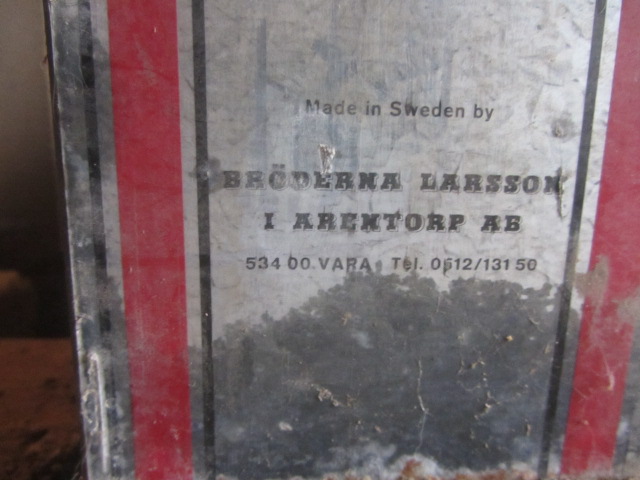 Made in Sweden by
BRÖDERNA LARSSON
I ARENTORP AB
534 00 VARA Tel. 0512/131 50